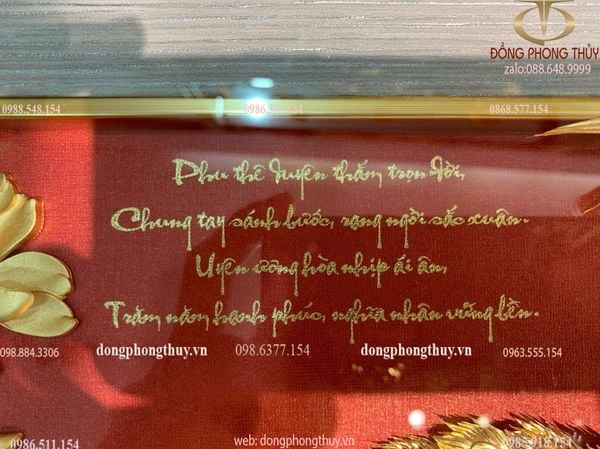 ĐỒNG PHONG THỦY
zalo:088.648.9999
0988.548.154
0868.577.154
Phu thê duyên thắm trọn đời,
Chung tay sánh bước, rạng ngời sắc xuân.
Uyên ương hòa nhịp ái ân,
Trăm năm hạnh phúc, nghĩa nhân vững bền.
098.884.3306
dongphongthuy.vn
098.6377.154
dongphongthuy.vn
0963.555.154
0986.511.154
web: dongphongthuy.vn